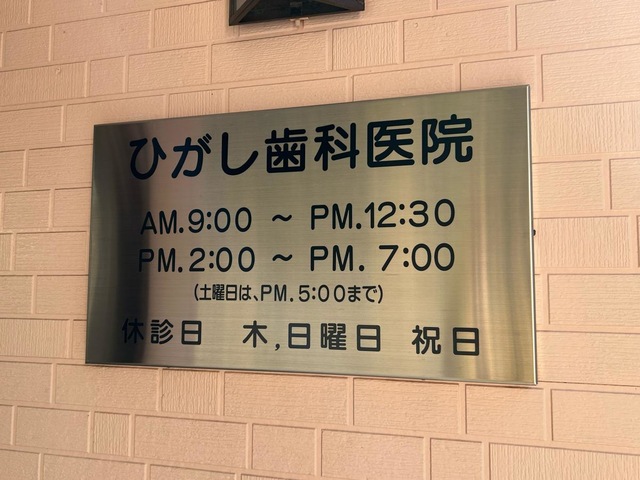 ひがし歯科医院
AM.9:00 ～ PM.12:30
PM.2:00 ～ PM. 7:00
(土曜日は、PM. 5:00まで)
休診日 木,日曜日 祝日